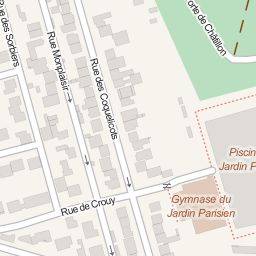 Rue des Sorbiers
Rue Monplaisir
Rue des Coquelicots
Rue de Crouy
orte de Châtillon
Piscin
Jardin P
Gymnase du
Jardin Parisien